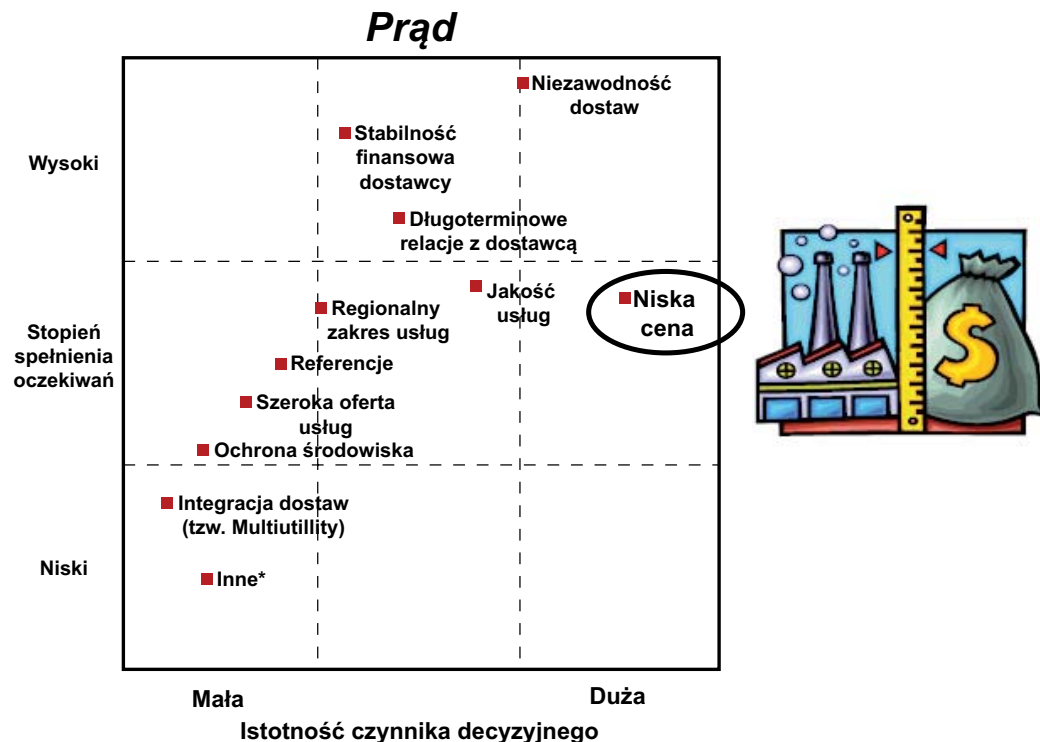 Prąd
Niezawodność
dostaw
Stabilność
finansowa
dostawcy
Wysoki
Długoterminowe
relacje z dostawcą
Jakość
usług
Niska
cena
Regionalny
zakres usług
Stopień
spełnienia
oczekiwań
Referencje
Szeroka oferta
usług
Ochrona środowiska
Integracja dostaw
(tzw. Multiutillity)
Niski
Inne*
Mała
Duża
Istotność czynnika decyzyjnego
$